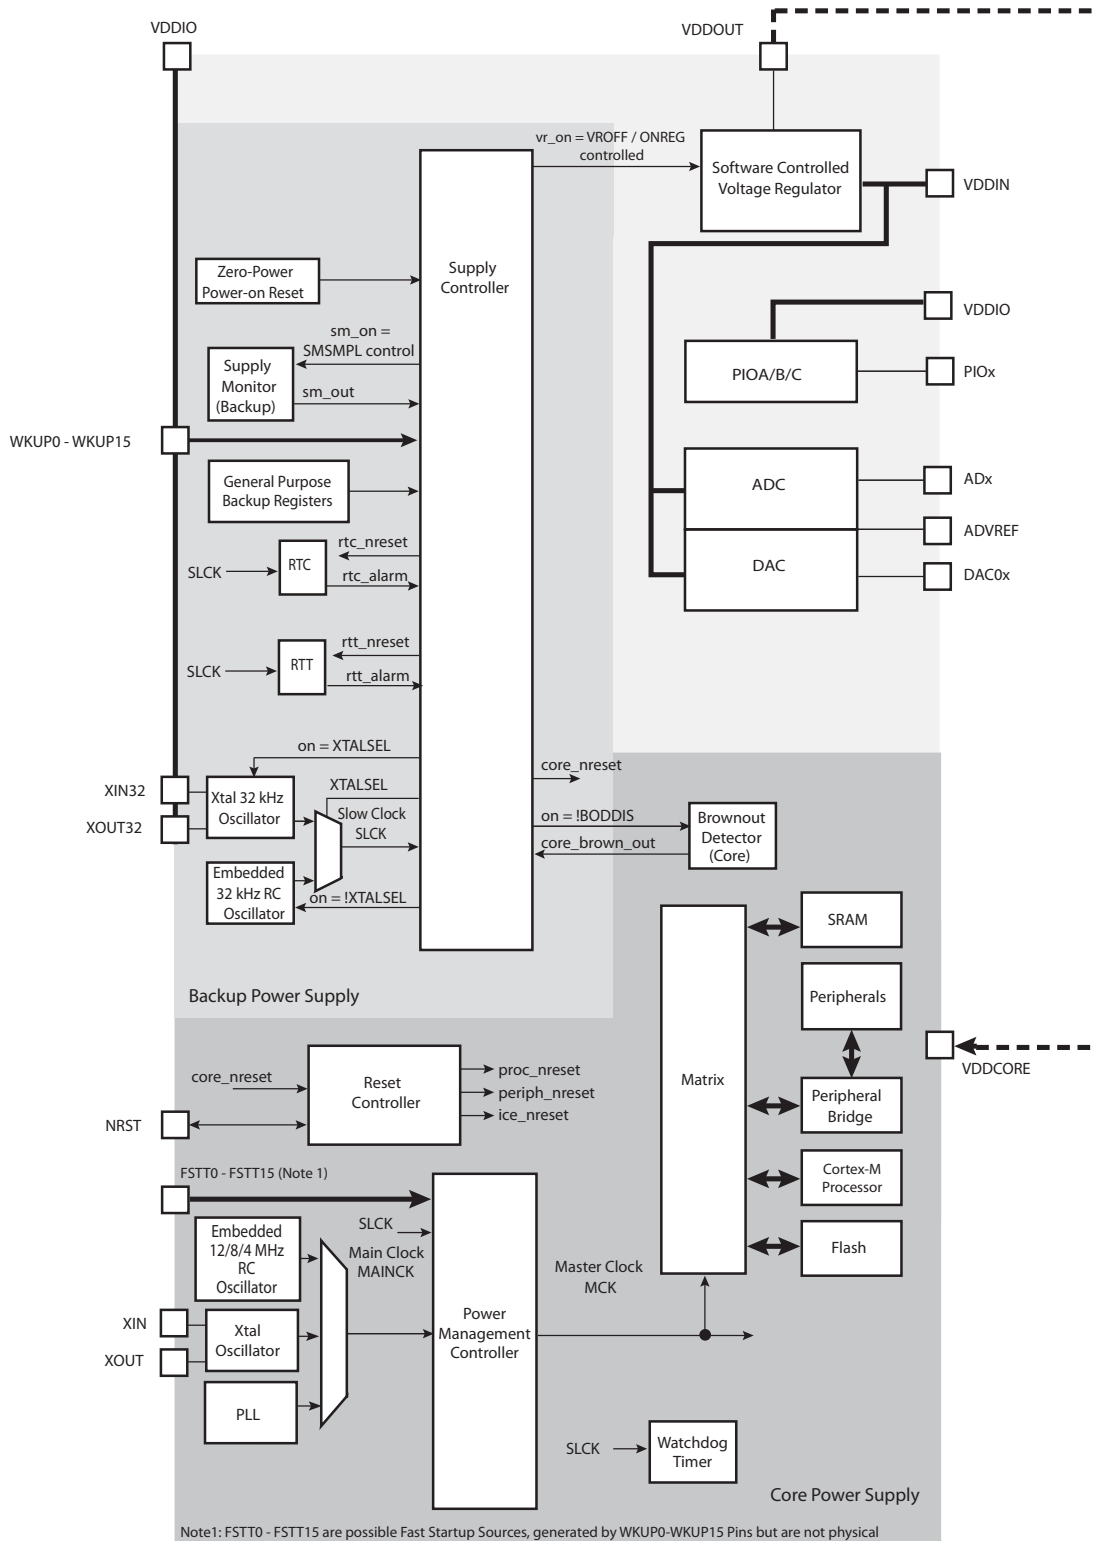 VDDIO
VDDOUT
vr_on = VROFF / ONREG
controlled
Software Controlled
Voltage Regulator
VDDIN
Zero-Power
Power-on Reset
Supply
Controller
VDDIO
sm_on =
SMSMPL control
Supply
Monitor
(Backup)
sm_out
PIOA/B/C
PIOx
WKUP0 - WKUP15
General Purpose
Backup Registers
ADC
ADx
ADVREF
DAC
DAC0x
rtc_nreset
SLCK
RTC
rtc_alarm
rtt_nreset
SLCK
RTT
rtt_alarm
on = XTALSEL
core_nreset
XIN32
XOUT32
Xtal 32 kHz
Oscillator
XTALSEL
Slow Clock
SLCK
on = !BODDIS
core_brown_out
Brownout
Detector
(Core)
Embedded
32 kHz RC
Oscillator
on = !XTALSEL
SRAM
Backup Power Supply
Peripherals
VDDCORE
core_nreset
Reset
Controller
proc_nreset
periph_nreset
ice_nreset
NRST
Matrix
Peripheral
Bridge
FSTT0 - FSTT15 (Note 1)
Cortex-M
Processor
SLCK
Embedded
12/8/4 MHz
RC
Oscillator
Main Clock
MAINCK
Master Clock
MCK
Flash
XIN
XOUT
Xtal
Oscillator
Power
Management
Controller
PLL
SLCK
Watchdog
Timer
Core Power Supply
Note1: FSTT0 - FSTT15 are possible Fast Startup Sources, generated by WKUP0-WKUP15 Pins but are not physical